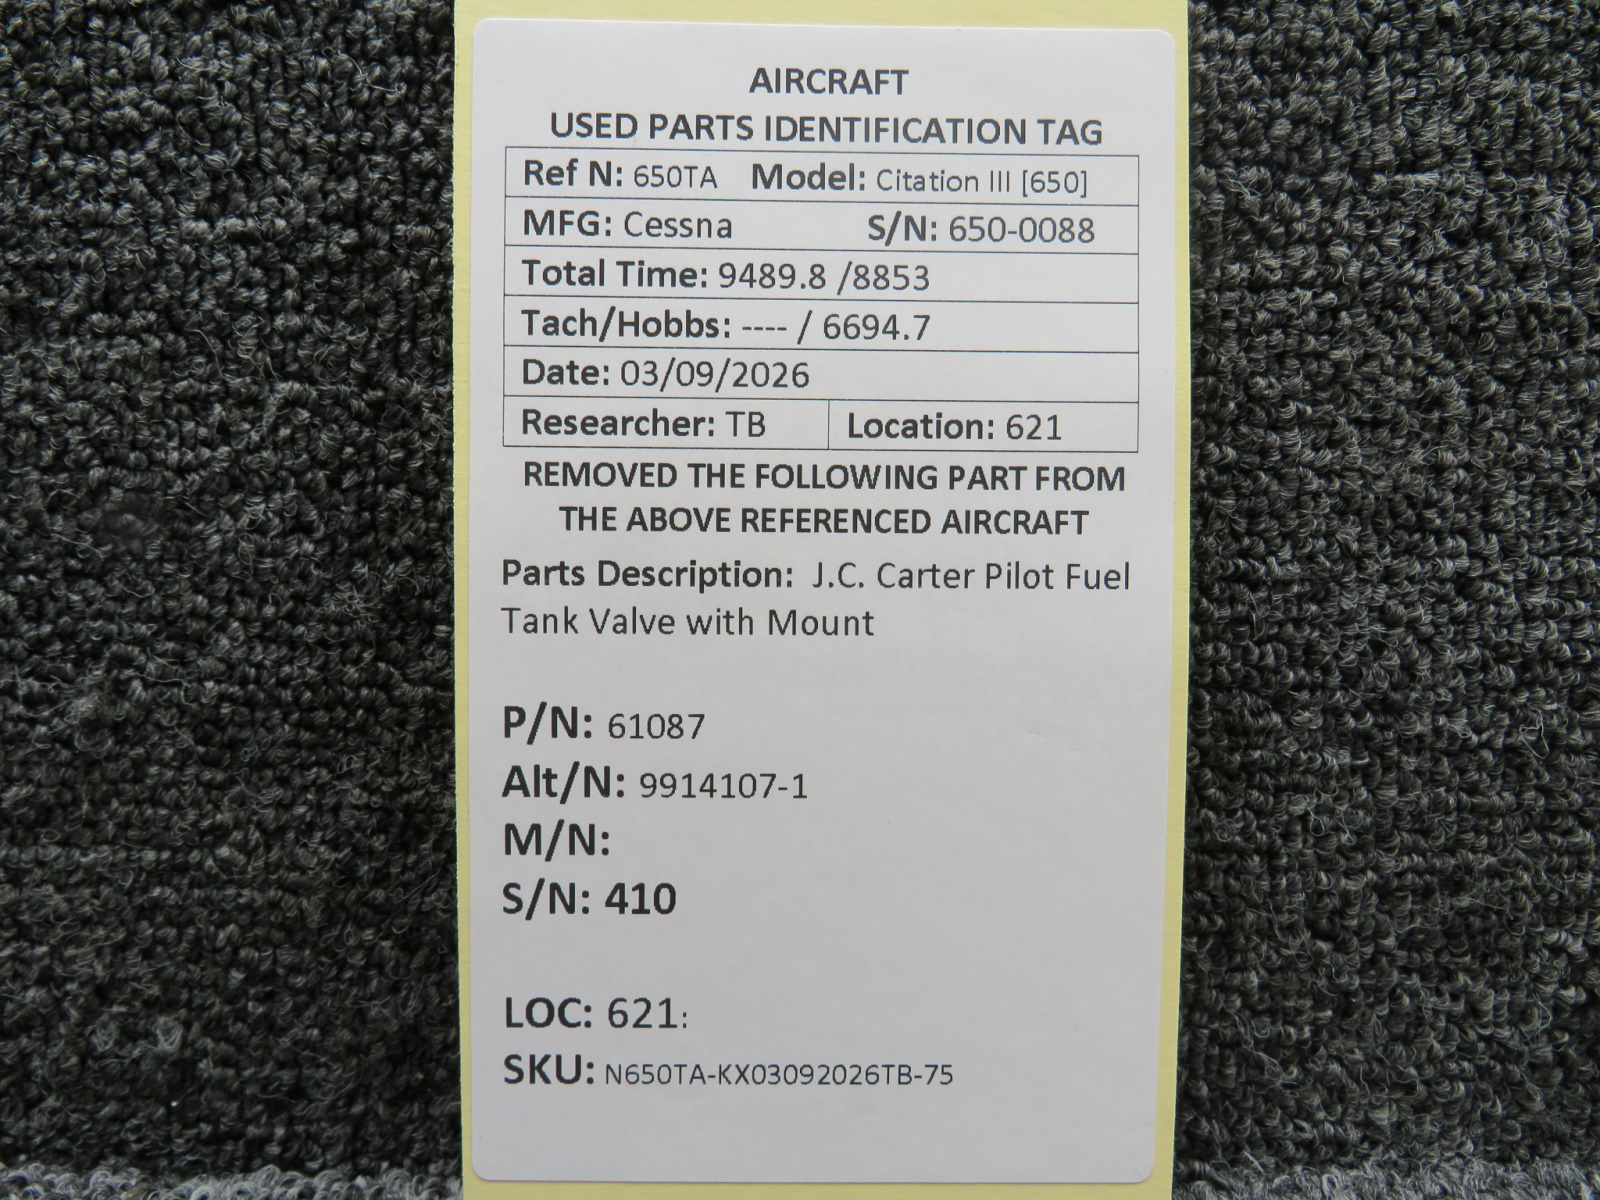 AIRCRAFT
USED PARTS IDENTIFICATION TAG
Ref N: 650TA Model: Citation III [650]
MFG: Cessna S/N: 650-0088
Total Time: 9489.8 /8853
Tach/Hobbs: ---- / 6694.7
Date: 03/09/2026
Researcher: TB Location: 621
REMOVED THE FOLLOWING PART FROM
THE ABOVE REFERENCED AIRCRAFT
Parts Description: J.C. Carter Pilot Fuel
Tank Valve with Mount
P/N: 61087
Alt/N: 9914107-1
M/N:
S/N: 410
LOC: 621:
SKU: N650TA-KX03092026TB-75